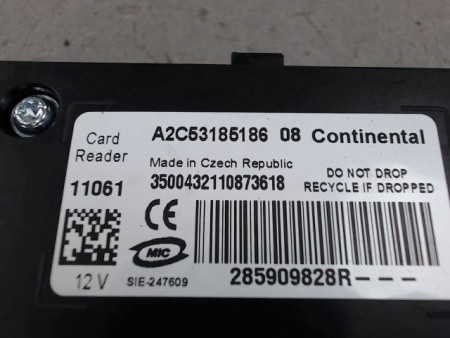 Card Reader
A2C53185186 08 Continental
Made in Czech Republic
11061
3500432110873618
DO NOT DROP
RECYCLE IF DROPPED
CE
MIC
12 V
SIE-247609
285909828R---